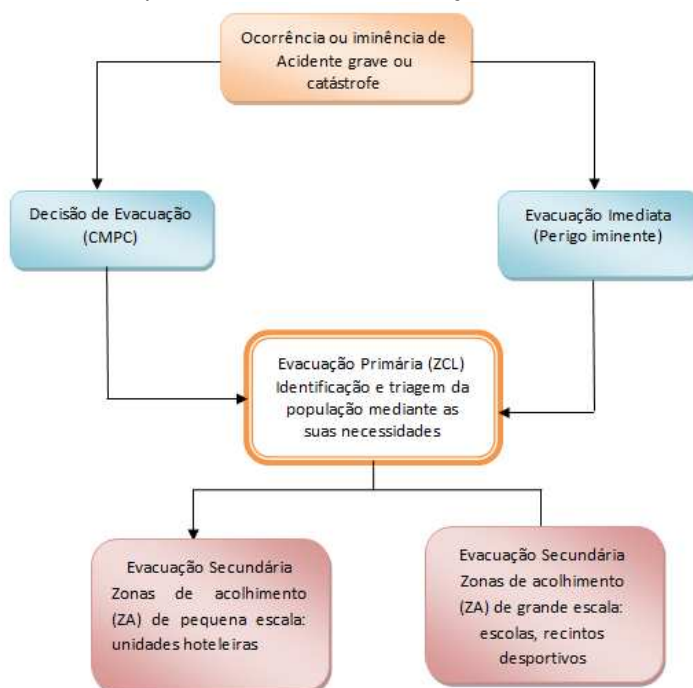 Ocorrência ou iminência de
Acidente grave ou
catástrofe
Decisão de Evacuação
(CMPC)
Evacuação Imediata
(Perigo iminente)
Evacuação Primária (ZCL)
Identificação e triagem da
população mediante as
suas necessidades
Evacuação Secundária
Zonas de acolhimento
(ZA) de pequena escala:
unidades hoteleiras
Evacuação Secundária
Zonas de acolhimento
(ZA) de grande escala:
escolas, recintos
desportivos